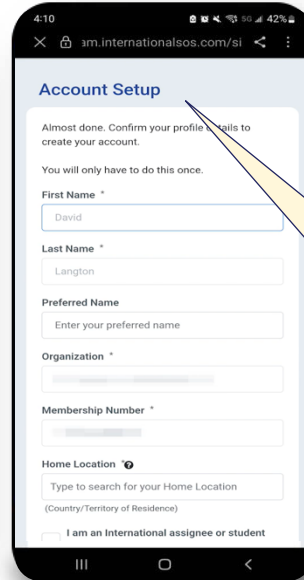 4:10
5G 42%
am.internationalsos.com/si
Account Setup
Almost done. Confirm your profile details to
create your account.
You will only have to do this once.
First Name *
David
Last Name *
Langton
Preferred Name
Enter your preferred name
Organization *
Membership Number *
Home Location *
Type to search for your Home Location
(Country/Territory of Residence)
I am an International assignee or student